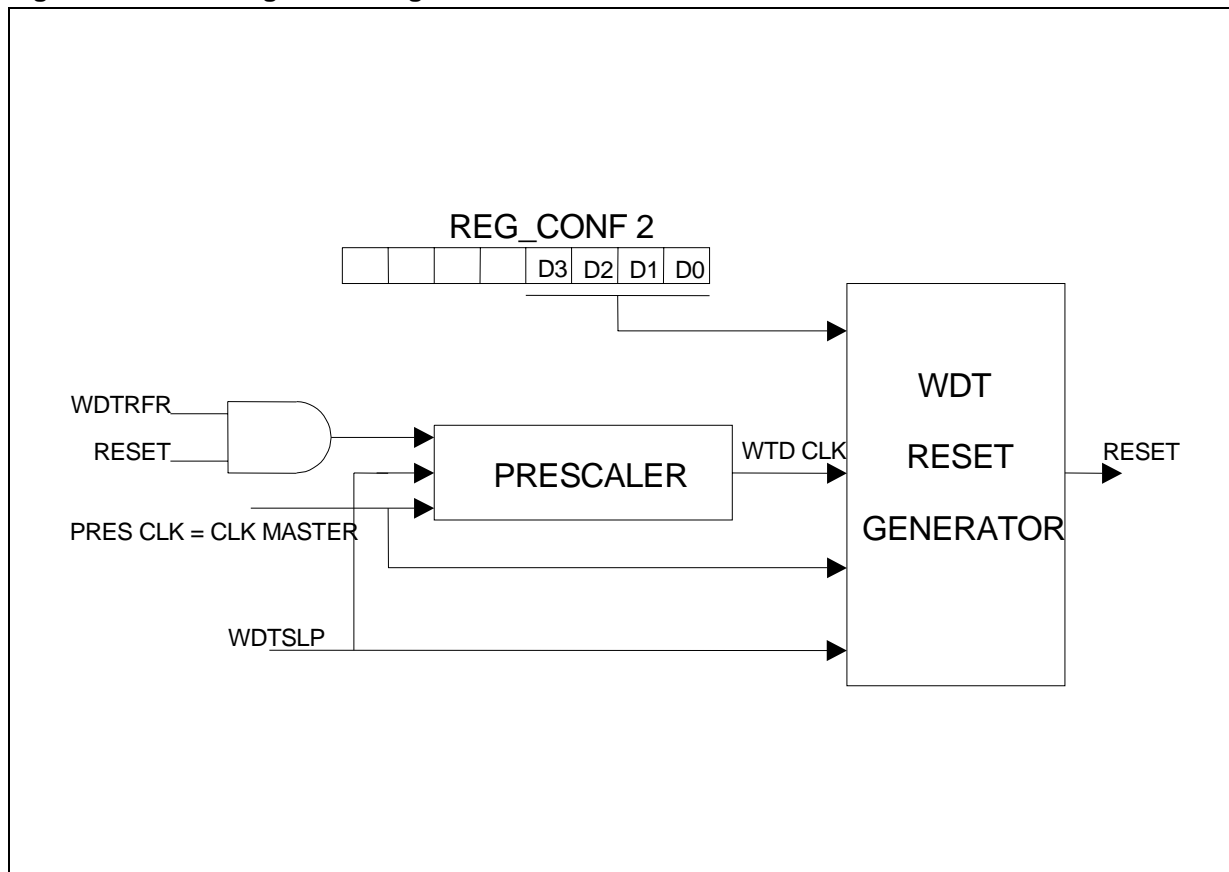 REG_CONF 2
D3 D2 D1 D0
WDTRFR
RESET
PRES CLK = CLK MASTER
WDTSLP
PRESCALER
WTD CLK
WDT
RESET
GENERATOR
RESET